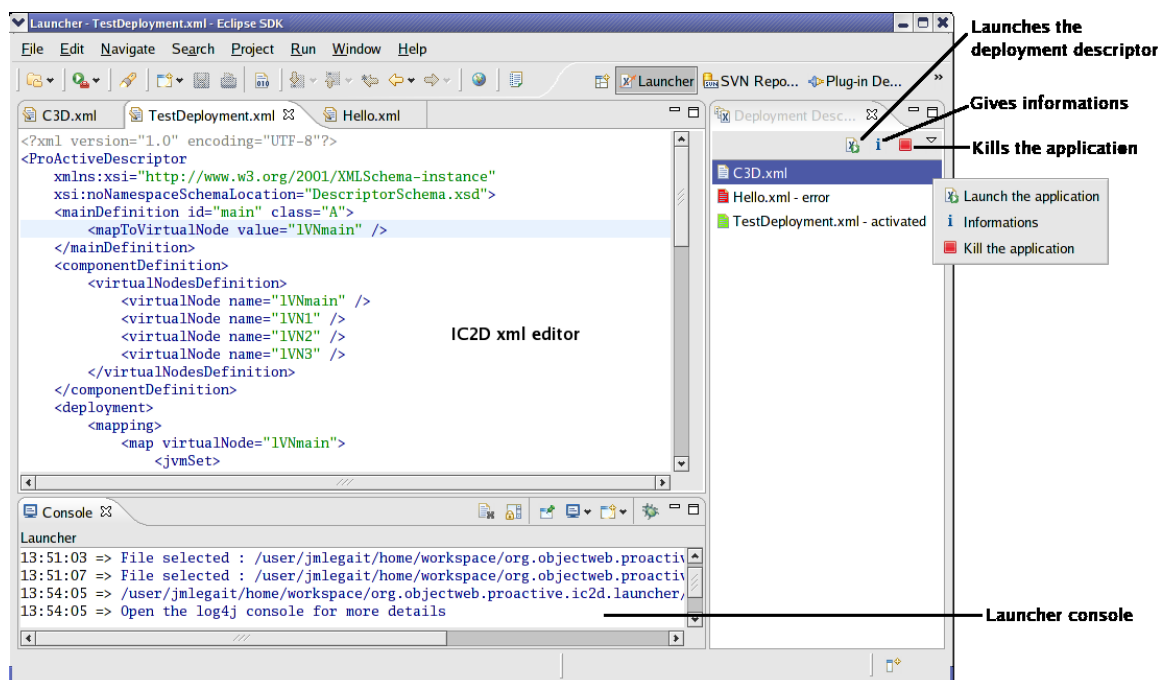 Launcher - TestDeployment.xml - Eclipse SDK
File Edit Navigate Search Project Run Window Help
Launcher SVN Repo... Plug-in De... »
C3D.xml TestDeployment.xml Hello.xml
<?xml version="1.0" encoding="UTF-8"?>
<ProActiveDescriptor
xmlns:xsi="http://www.w3.org/2001/XMLSchema-instance"
xsi:noNamespaceSchemaLocation="DescriptorSchema.xsd">
<mainDefinition id="main" class="A">
<mapToVirtualNode value="lVNmain" />
</mainDefinition>
<componentDefinition>
<virtualNodesDefinition>
<virtualNode name="lVNmain" />
<virtualNode name="lVN1" />
<virtualNode name="lVN2" />
<virtualNode name="lVN3" />
</virtualNodesDefinition>
</componentDefinition>
<deployment>
<mapping>
<map virtualNode="lVNmain">
<jvmSet>
IC2D xml editor
Deployment Desc...
C3D.xml
Hello.xml - error
TestDeployment.xml - activated
Launch the application
Informations
Kill the application
Launches the
deployment descriptor
Gives informations
Kills the application
Console
Launcher
13:51:03 => File selected : /user/jmlegait/home/workspace/org.objectweb.proactiv
13:51:07 => File selected : /user/jmlegait/home/workspace/org.objectweb.proactiv
13:54:05 => /user/jmlegait/home/workspace/org.objectweb.proactive.ic2d.launcher/
13:54:05 => Open the log4j console for more details
Launcher console